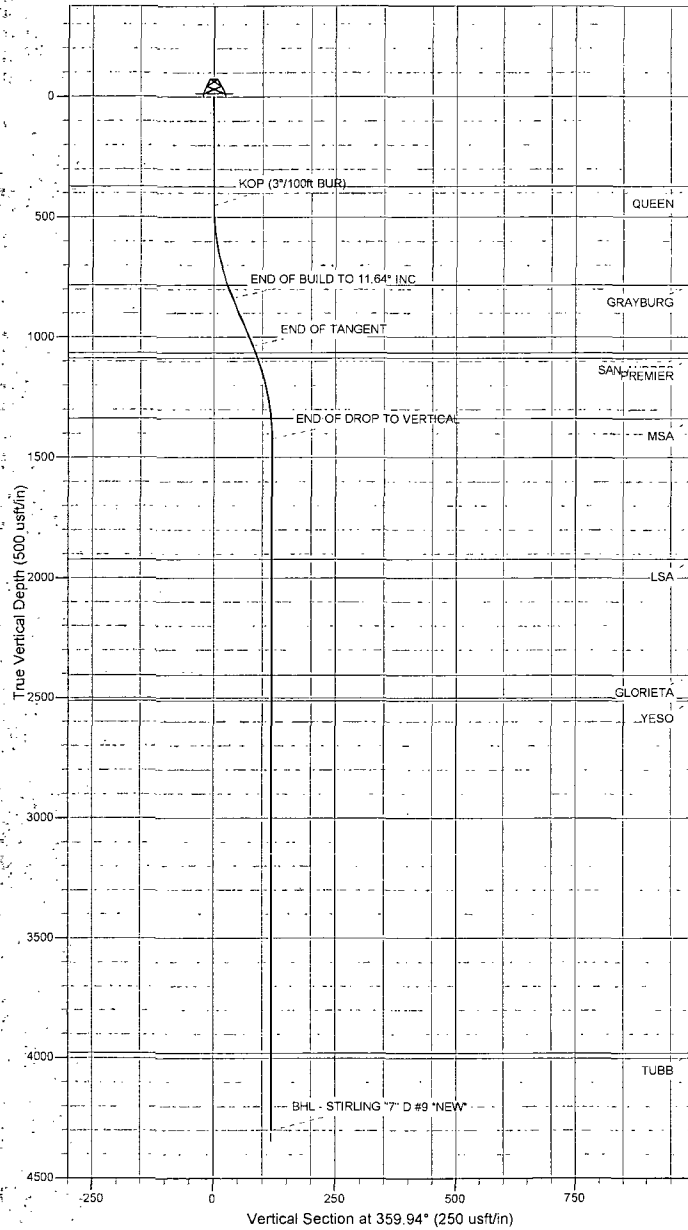 0
KOP (3°/100ft BUR)
QUEEN
500
END OF BUILD TO 11.64° INC
GRAYBURG
END OF TANGENT
1000
SAN
PREMIER
END OF DROP TO VERTICAL
MSA
1500
True Vertical Depth (500 usft/in)
LSA
2000
GLORIETA
2500
YESO
3000
3500
4000
TUBB
BHL - STIRLING "7" D #9 "NEW"
4500
-250 0 250 500 750
Vertical Section at 359.94° (250 usft/in)